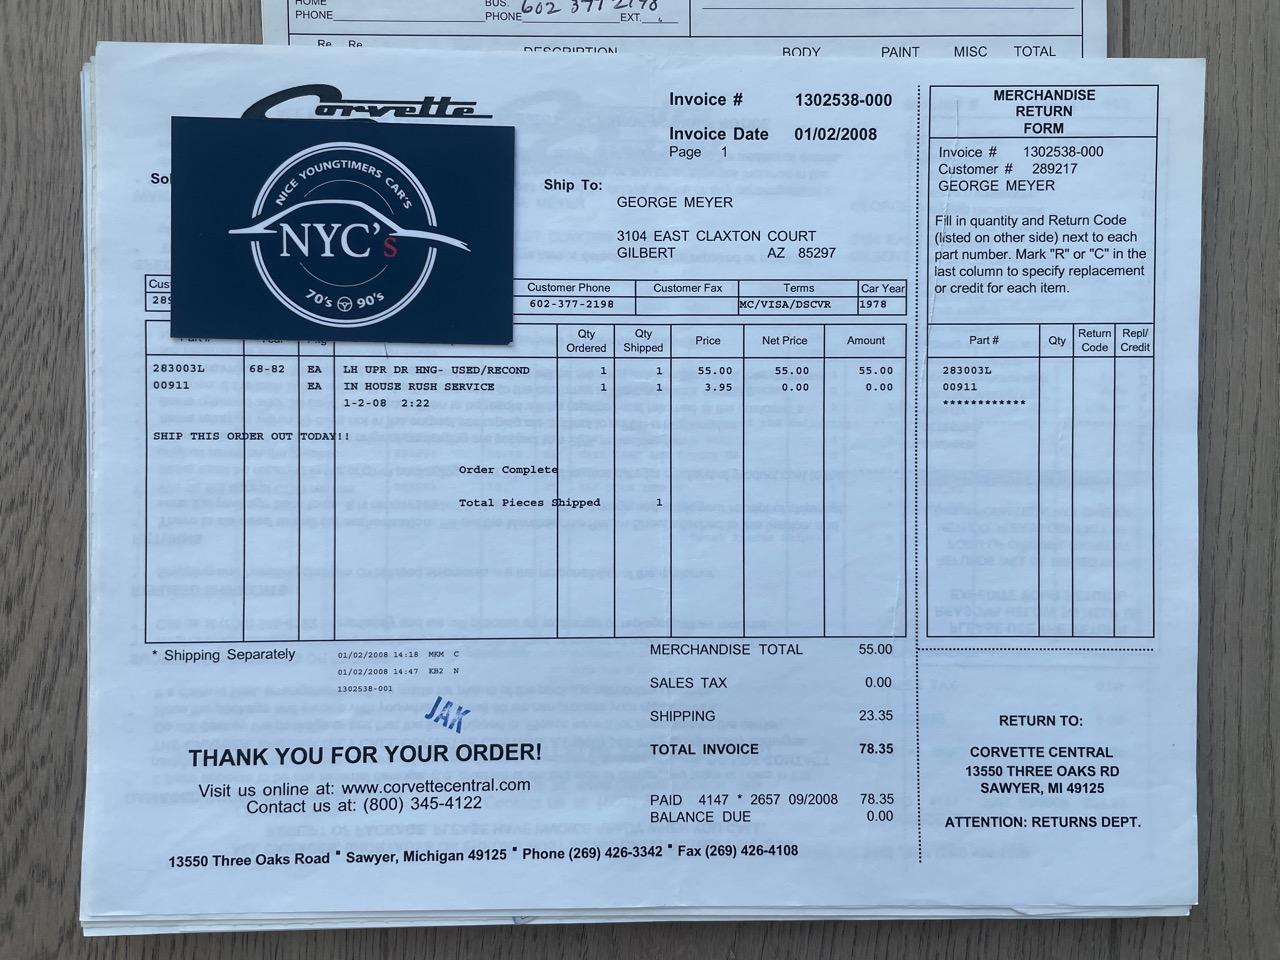 HOME
PHONE
BUS.
PHONE 602 377 2198 EXT.
Re Re DESCRIPTION BODY PAINT MISC TOTAL
Corvette
Invoice # 1302538-000
Invoice Date 01/02/2008
Page 1
Ship To:
GEORGE MEYER
3104 EAST CLAXTON COURT
GILBERT AZ 85297
NICE YOUNGTIMERS CAR'S
NYC's
70's 90's
Customer Phone Customer Fax Terms Car Year
602-377-2198 MC/VISA/DSCVR 1978
Qty Ordered Qty Shipped Price Net Price Amount
283003L 68-82 EA LH UPR DR HNG- USED/RECOND 1 1 55.00 55.00 55.00
00911 EA IN HOUSE RUSH SERVICE 1 1 3.95 0.00 0.00
1-2-08 2:22
SHIP THIS ORDER OUT TODAY!!
Order Complete
Total Pieces Shipped 1
* Shipping Separately
01/02/2008 14:18 MKM C
01/02/2008 14:47 KB2 N
1302538-001
JAK
MERCHANDISE TOTAL 55.00
SALES TAX 0.00
SHIPPING 23.35
TOTAL INVOICE 78.35
PAID 4147 * 2657 09/2008 78.35
BALANCE DUE 0.00
THANK YOU FOR YOUR ORDER!
Visit us online at: www.corvettecentral.com
Contact us at: (800) 345-4122
13550 Three Oaks Road * Sawyer, Michigan 49125 * Phone (269) 426-3342 * Fax (269) 426-4108
MERCHANDISE
RETURN
FORM
Invoice # 1302538-000
Customer # 289217
GEORGE MEYER
Fill in quantity and Return Code
(listed on other side) next to each
part number. Mark "R" or "C" in the
last column to specify replacement
or credit for each item.
Part # Qty Return Code Repl/ Credit
283003L
00911
************
RETURN TO:
CORVETTE CENTRAL
13550 THREE OAKS RD
SAWYER, MI 49125
ATTENTION: RETURNS DEPT.